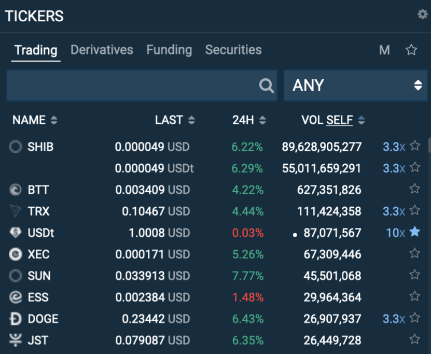 TICKERS
Trading Derivatives Funding Securities M
ANY
NAME LAST 24H VOL SELF
SHIB 0.000049 USD 6.22% 89,628,905,277 3.3x
0.000049 USDt 6.29% 55,011,659,291 3.3x
BTT 0.003409 USD 4.22% 627,351,826
TRX 0.10467 USD 4.44% 111,424,358 3.3x
USDt 1.0008 USD 0.03% 87,071,567 10x
XEC 0.000171 USD 5.26% 67,309,446
SUN 0.033913 USD 7.77% 45,501,068
ESS 0.002384 USD 1.48% 29,964,364
DOGE 0.23442 USD 6.43% 26,907,937 3.3x
JST 0.079087 USD 6.35% 26,449,728